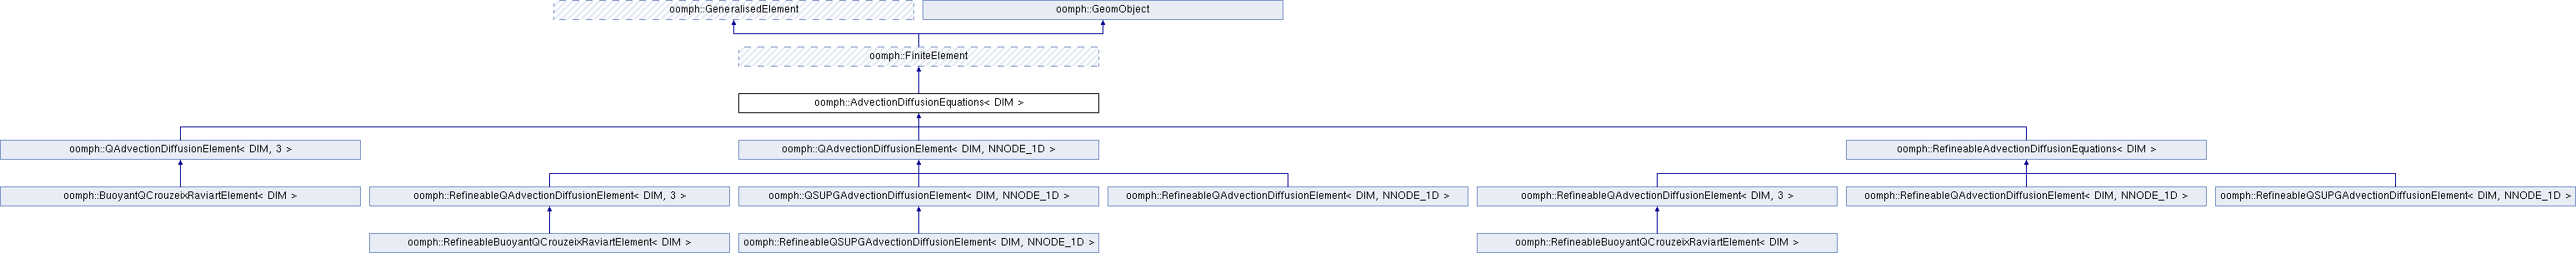 oomph::GeneralisedElement
oomph::GeomObject
oomph::FiniteElement
oomph::AdvectionDiffusionEquations< DIM >
oomph::QAdvectionDiffusionElement< DIM, 3 >
oomph::QAdvectionDiffusionElement< DIM, NNODE_1D >
oomph::RefineableAdvectionDiffusionEquations< DIM >
oomph::BuoyantQCrouzeixRaviartElement< DIM >
oomph::RefineableQAdvectionDiffusionElement< DIM, 3 >
oomph::QSUPGAdvectionDiffusionElement< DIM, NNODE_1D >
oomph::RefineableQAdvectionDiffusionElement< DIM, NNODE_1D >
oomph::RefineableQAdvectionDiffusionElement< DIM, 3 >
oomph::RefineableQAdvectionDiffusionElement< DIM, NNODE_1D >
oomph::RefineableQSUPGAdvectionDiffusionElement< DIM, NNODE_1D >
oomph::RefineableBuoyantQCrouzeixRaviartElement< DIM >
oomph::RefineableQSUPGAdvectionDiffusionElement< DIM, NNODE_1D >
oomph::RefineableBuoyantQCrouzeixRaviartElement< DIM >